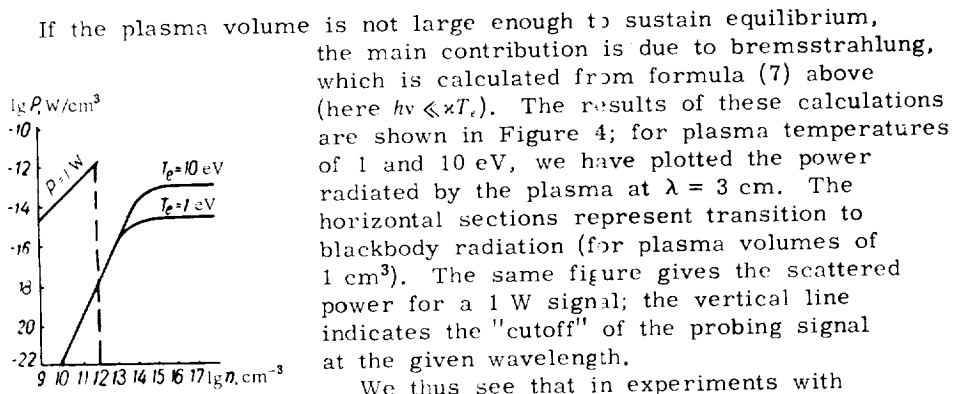 If the plasma volume is not large enough to sustain equilibrium,
the main contribution is due to bremsstrahlung,
which is calculated from formula (7) above
(here hν ≪ ϰTₑ). The results of these calculations
are shown in Figure 4; for plasma temperatures
of 1 and 10 eV, we have plotted the power
radiated by the plasma at λ = 3 cm. The
horizontal sections represent transition to
blackbody radiation (for plasma volumes of
1 cm³). The same figure gives the scattered
power for a 1 W signal; the vertical line
indicates the "cutoff" of the probing signal
at the given wavelength.
We thus see that in experiments with
lg P, W/cm³
-10
-12
-14
-16
18
20
-22
P=1 W
Tₑ=10 eV
Tₑ=1 eV
9 10 11 12 13 14 15 16 17 lg n, cm⁻³